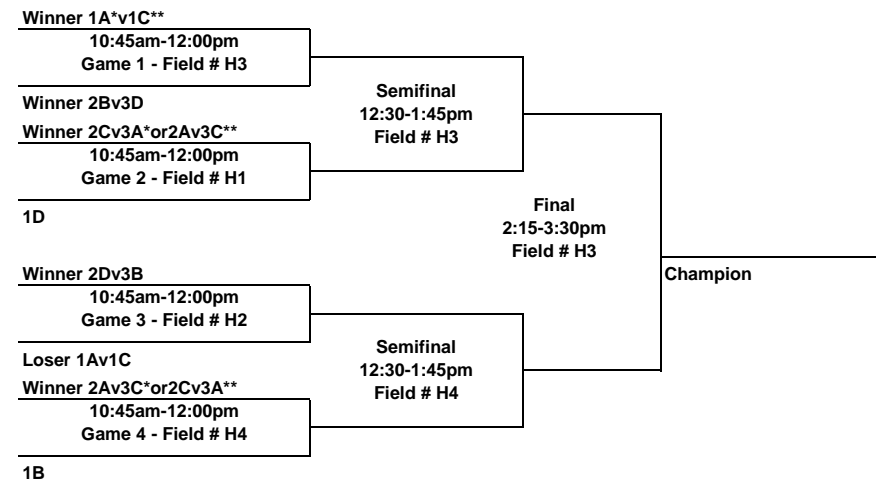 Winner 1A*v1C**
10:45am-12:00pm
Game 1 - Field # H3
Winner 2Bv3D
Winner 2Cv3A*or2Av3C**
10:45am-12:00pm
Game 2 - Field # H1
1D
Semifinal
12:30-1:45pm
Field # H3
Winner 2Dv3B
10:45am-12:00pm
Game 3 - Field # H2
Loser 1Av1C
Winner 2Av3C*or2Cv3A**
10:45am-12:00pm
Game 4 - Field # H4
1B
Semifinal
12:30-1:45pm
Field # H4
Final
2:15-3:30pm
Field # H3
Champion